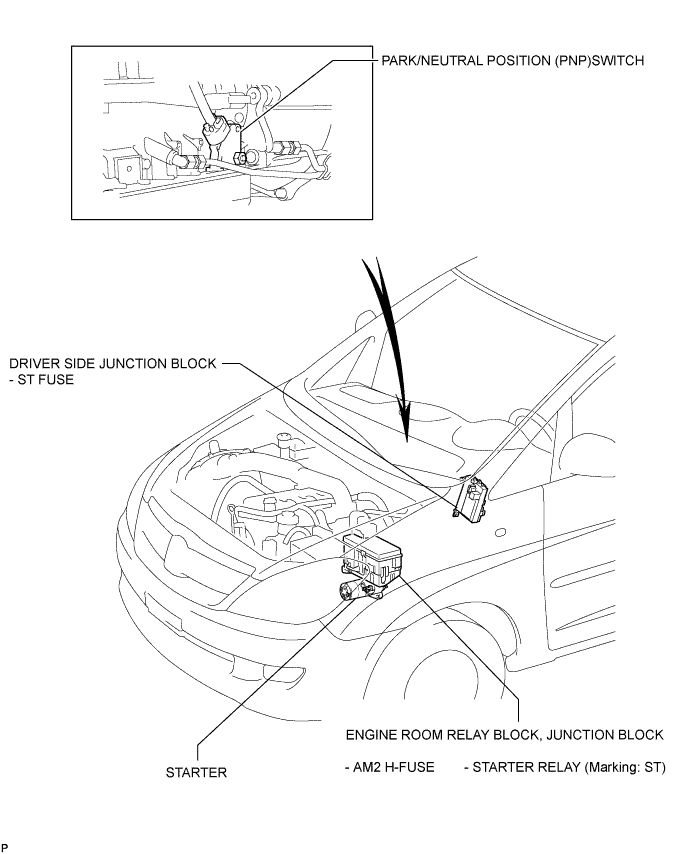 PARK/NEUTRAL POSITION (PNP)SWITCH
DRIVER SIDE JUNCTION BLOCK
- ST FUSE
ENGINE ROOM RELAY BLOCK, JUNCTION BLOCK
- AM2 H-FUSE - STARTER RELAY (Marking: ST)
STARTER
P